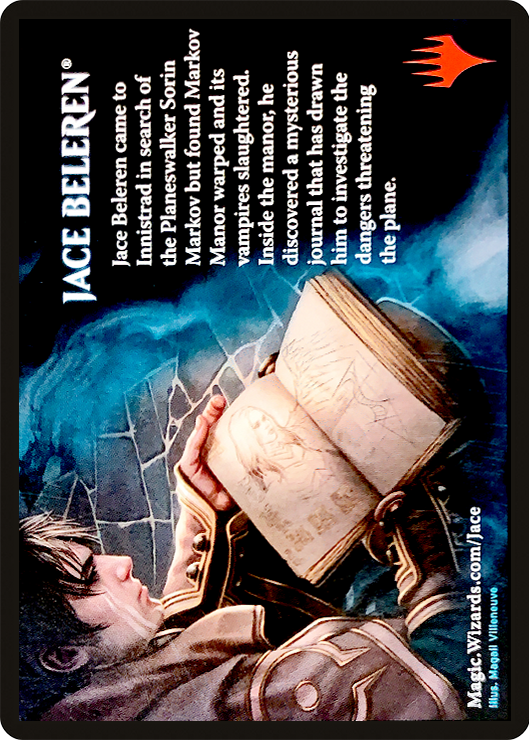 JACE BELEREN®
Jace Beleren came to
Innistrad in search of
the Planeswalker Sorin
Markov but found Markov
Manor warped and its
vampires slaughtered.
Inside the manor, he
discovered a mysterious
journal that has drawn
him to investigate the
dangers threatening
the plane.
Magic.Wizards.com/Jace
Illus. Magali Villeneuve